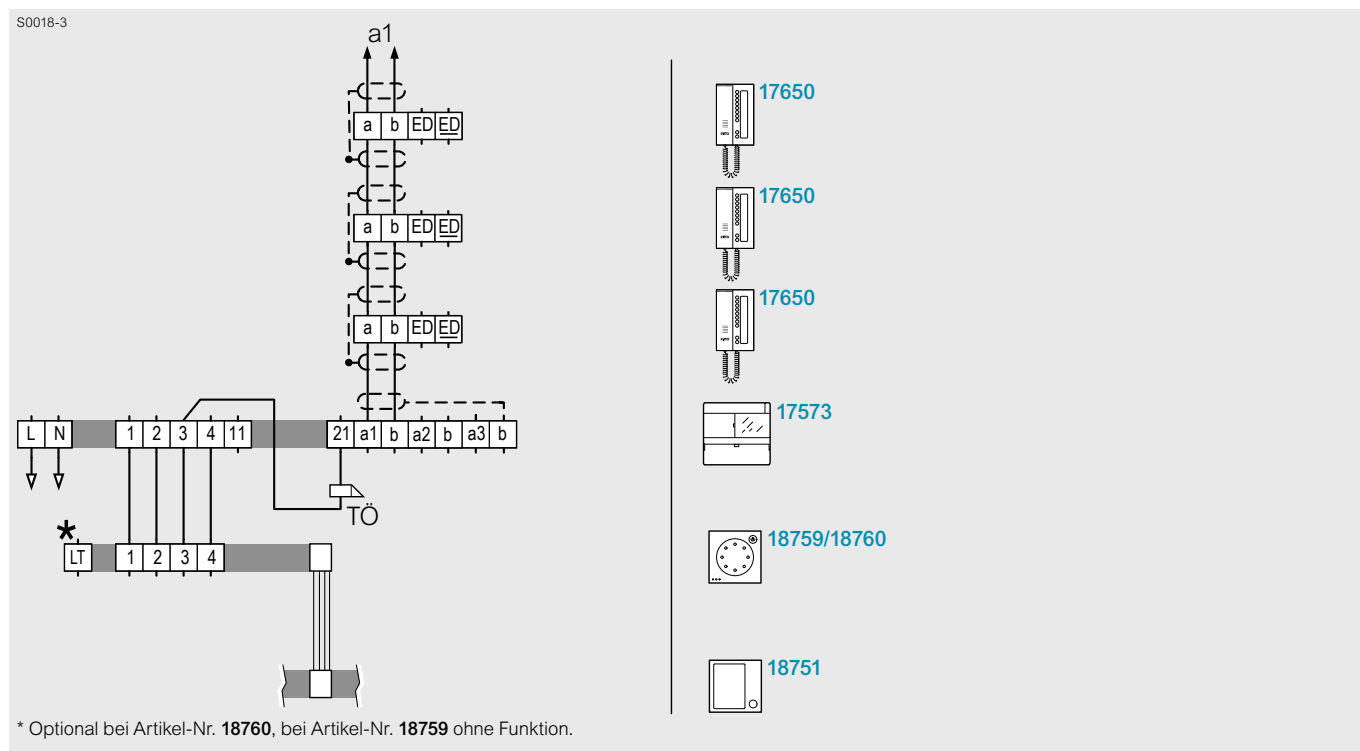 S0018-3
a1
17650
a b ED ED
17650
a b ED ED
17650
a b ED ED
17573
L N 1 2 3 4 11 21 a1 b a2 b a3 b
TÖ
*
18759/18760
LT 1 2 3 4
18751
* Optional bei Artikel-Nr. 18760, bei Artikel-Nr. 18759 ohne Funktion.